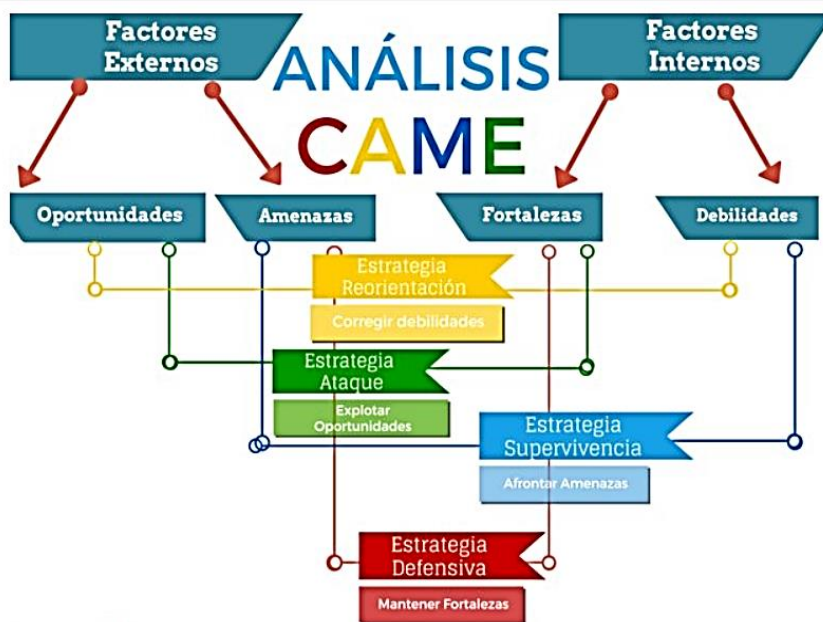 Factores
Externos
ANÁLISIS
CAME
Factores
Internos
Oportunidades
Amenazas
Fortalezas
Debilidades
Estrategia
Reorientación
Corregir debilidades
Estrategia
Ataque
Explotar
Oportunidades
Estrategia
Supervivencia
Afrontar Amenazas
Estrategia
Defensiva
Mantener Fortalezas